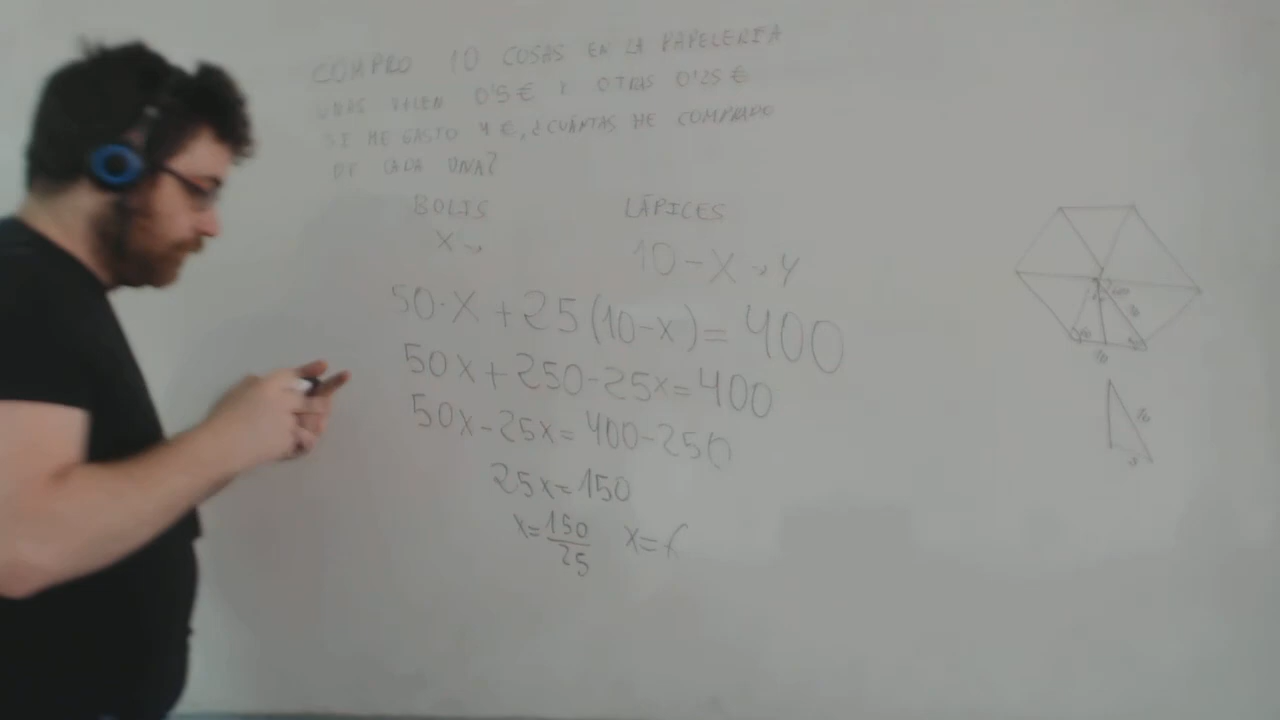 COMPRO 10 COSAS EN LA PAPELERIA
UNAS VALEN 0'5 € Y OTRAS 0'25 €
SI ME GASTO 4 €, ¿CUÁNTAS HE COMPRADO
DE CADA UNA?
BOLIS LÁPICES
X → 10-X → Y
50·X + 25(10-x) = 400
50X + 250-25x = 400
50x-25x = 400-250
25x = 150
x = 150/25 x = 6